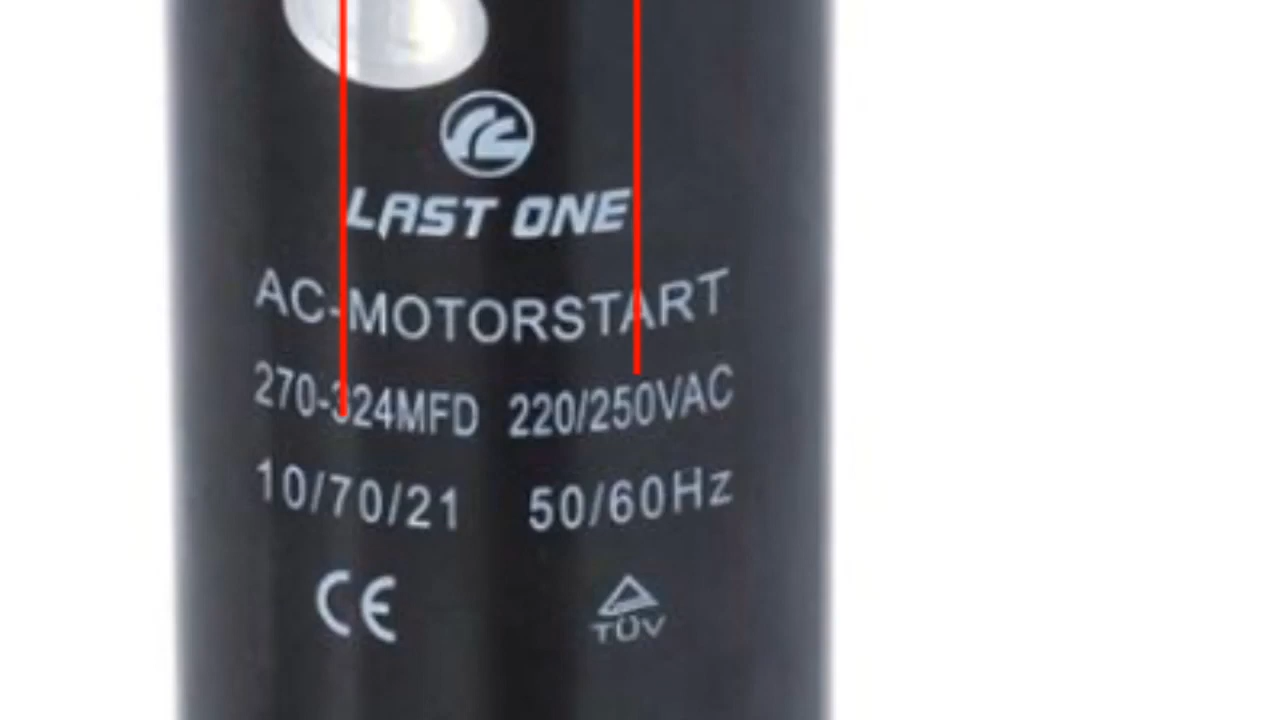 LAST ONE
AC-MOTORSTART
270-324MFD 220/250VAC
10/70/21 50/60Hz
CE TÜV